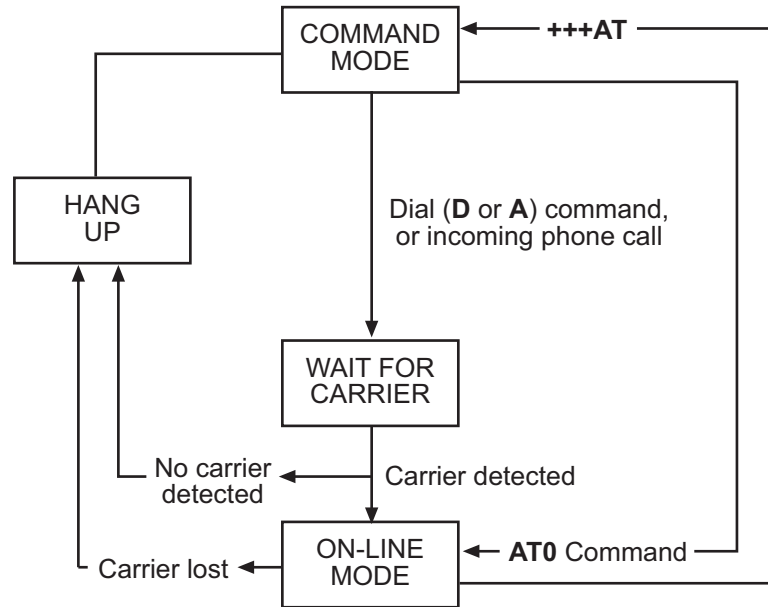 COMMAND
MODE
+++AT
HANG
UP
Dial (D or A) command,
or incoming phone call
WAIT FOR
CARRIER
No carrier
detected
Carrier detected
ON-LINE
MODE
AT0 Command
Carrier lost